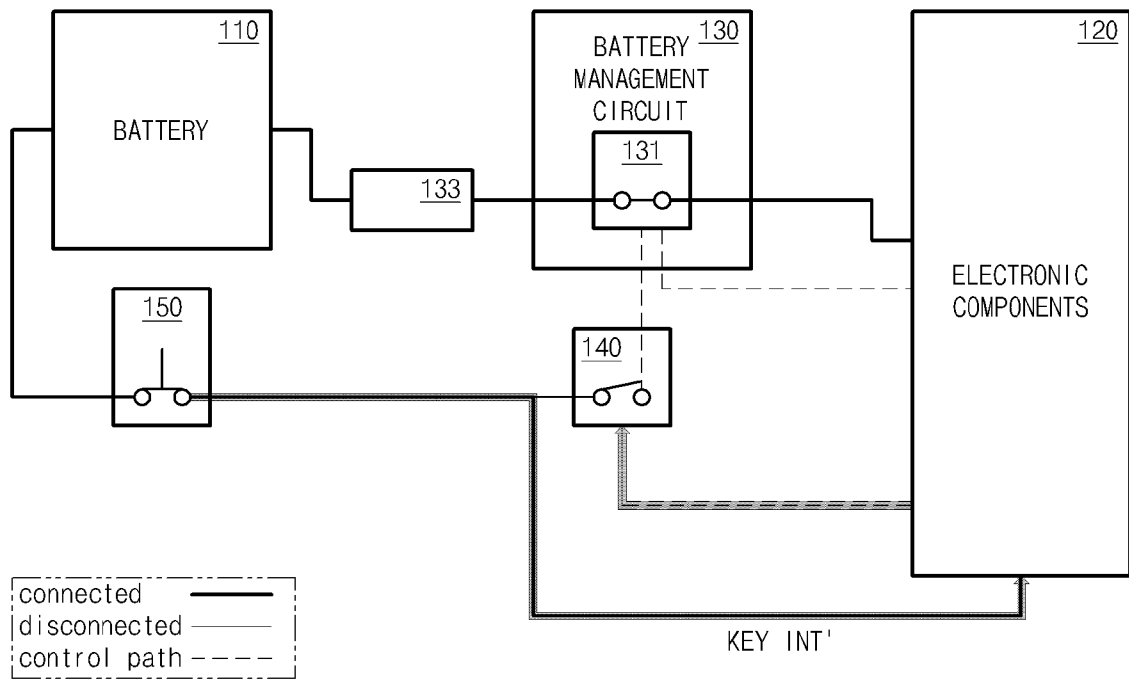 110
BATTERY
133
130
BATTERY
MANAGEMENT
CIRCUIT
131
120
ELECTRONIC
COMPONENTS
150
140
KEY INT'
connected
disconnected
control path